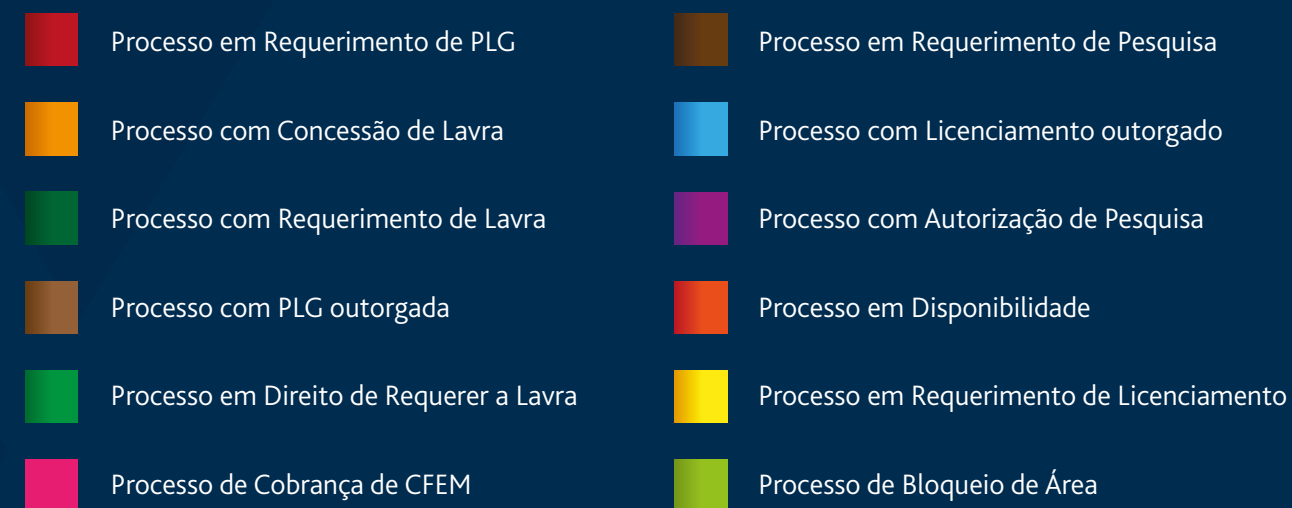 Processo em Requerimento de PLG
Processo com Concessão de Lavra
Processo com Requerimento de Lavra
Processo com PLG outorgada
Processo em Direito de Requerer a Lavra
Processo de Cobrança de CFEM
Processo em Requerimento de Pesquisa
Processo com Licenciamento outorgado
Processo com Autorização de Pesquisa
Processo em Disponibilidade
Processo em Requerimento de Licenciamento
Processo de Bloqueio de Área